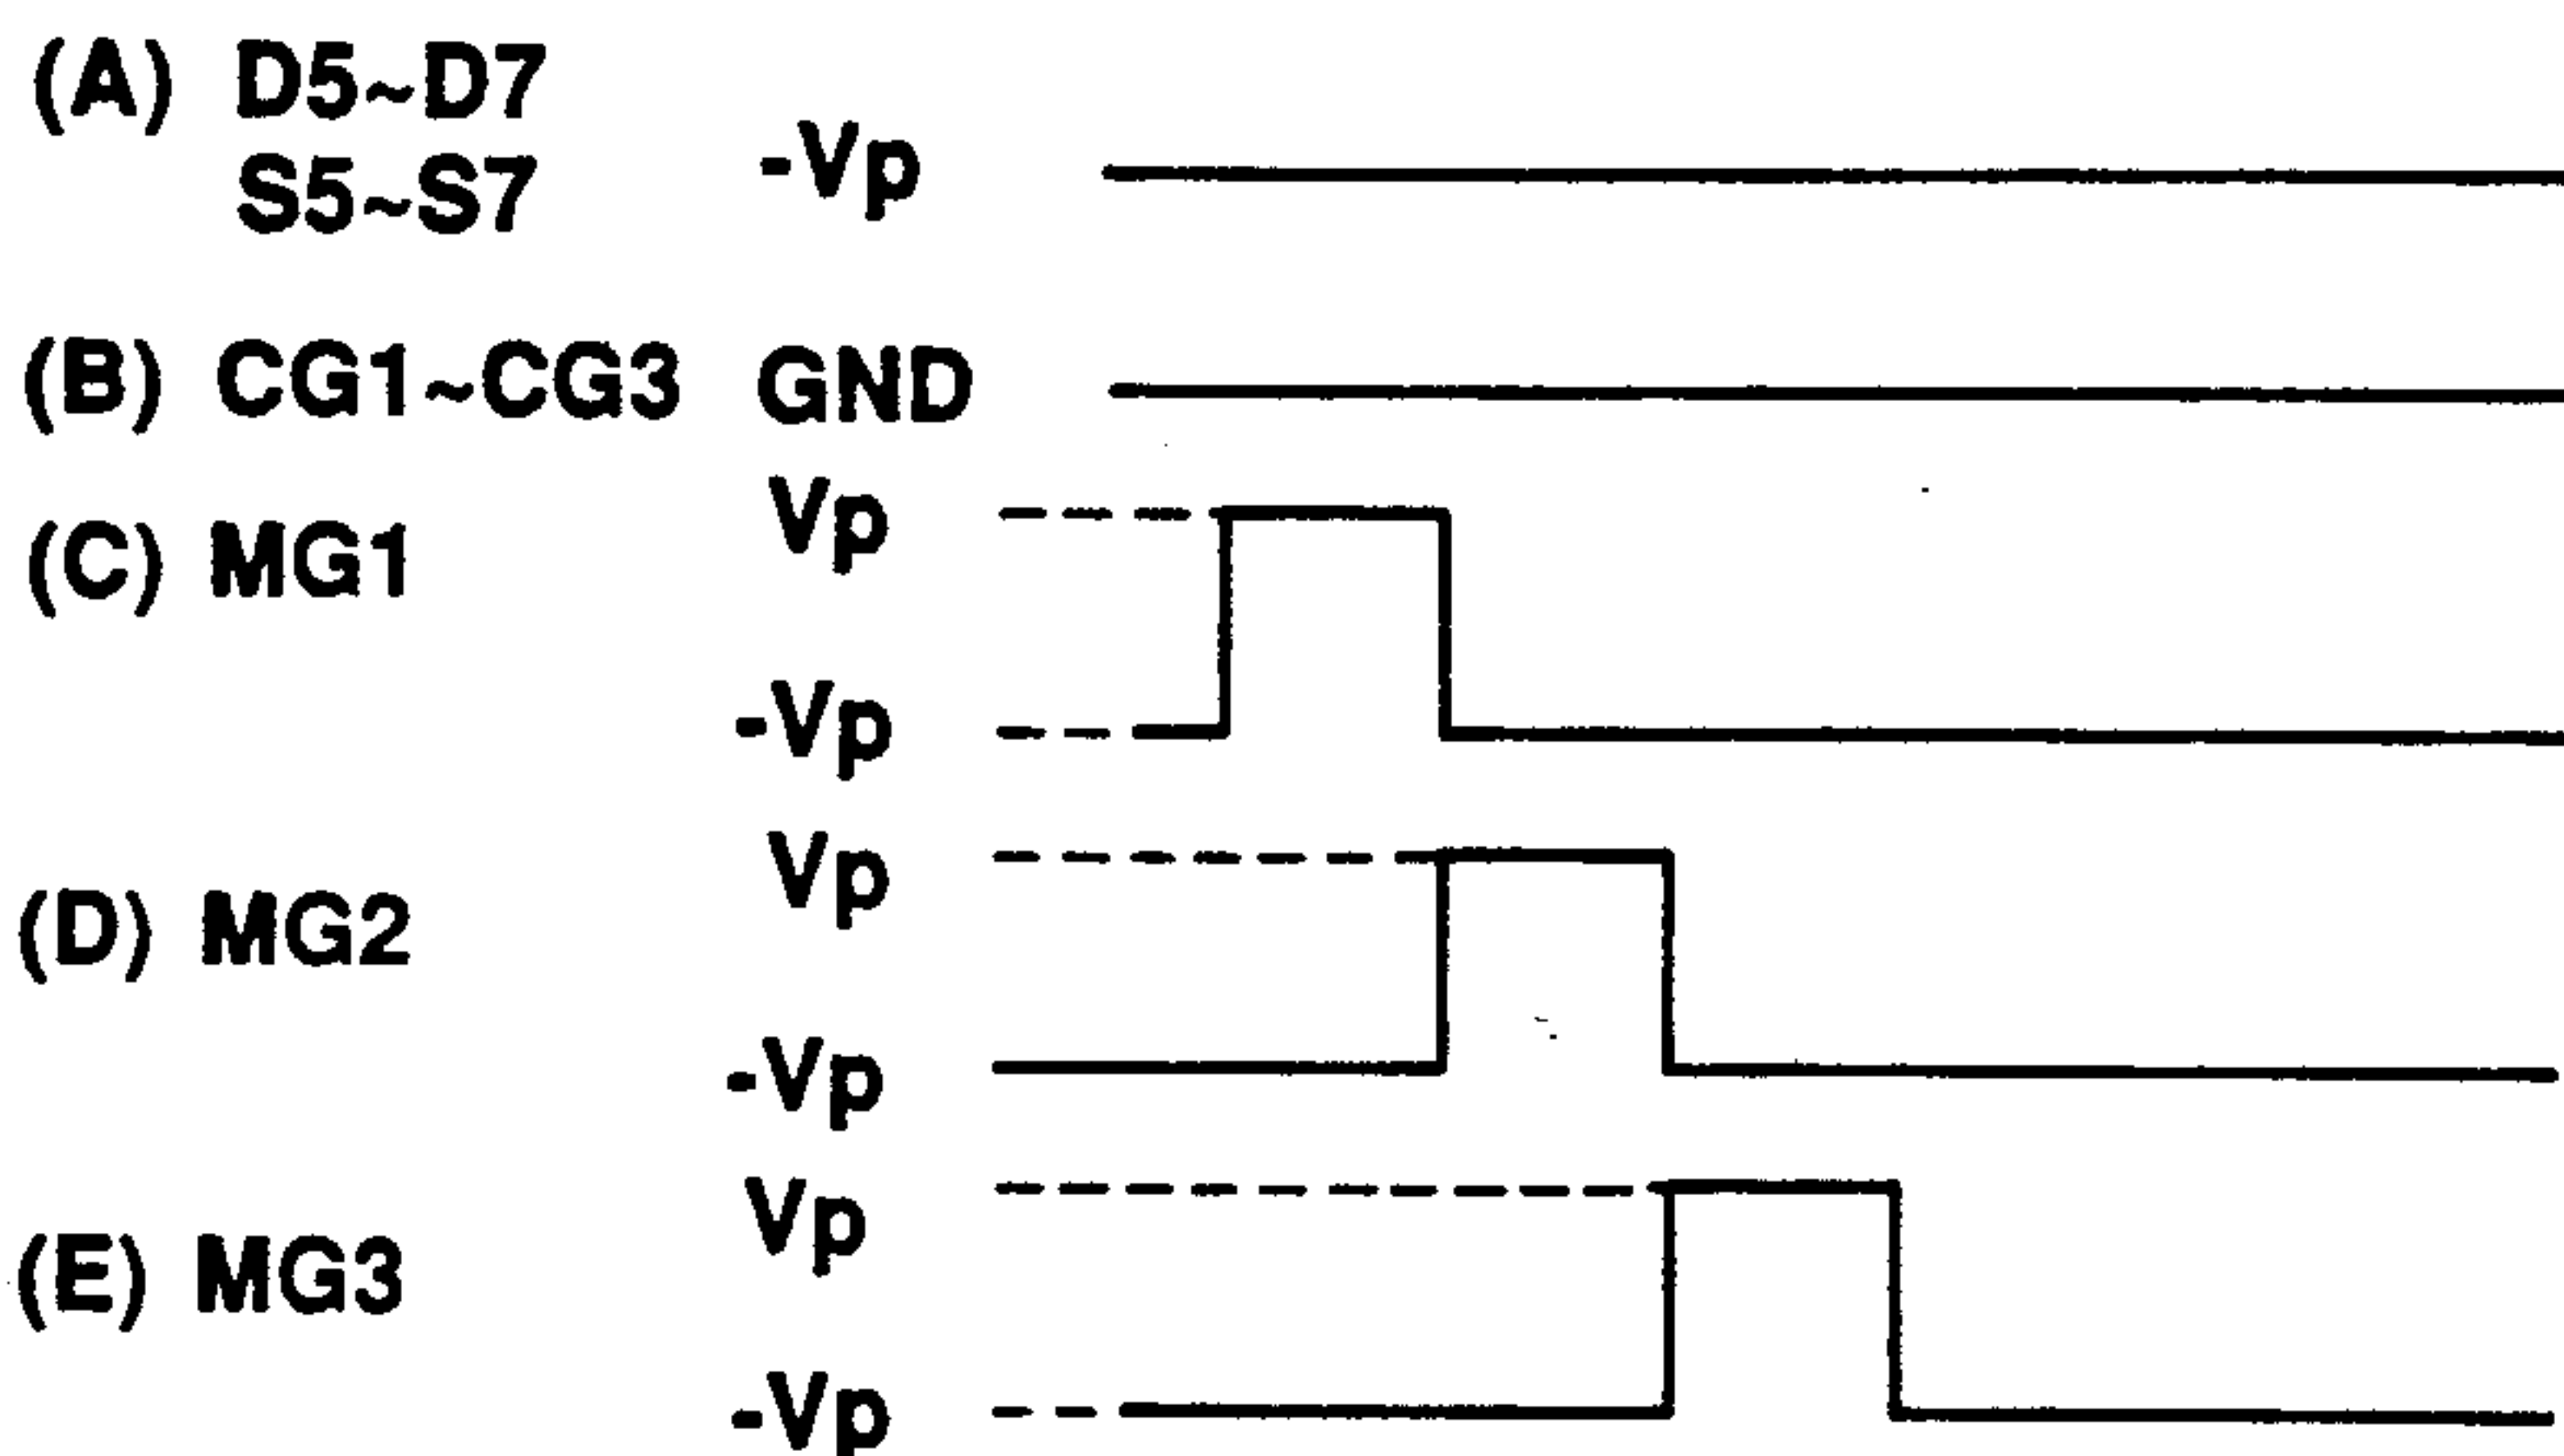 (A) D5~D7
S5~S7 -Vp
(B) CG1~CG3 GND
Vp
(C) MG1
-Vp
Vp
(D) MG2
-Vp
Vp
(E) MG3
-Vp